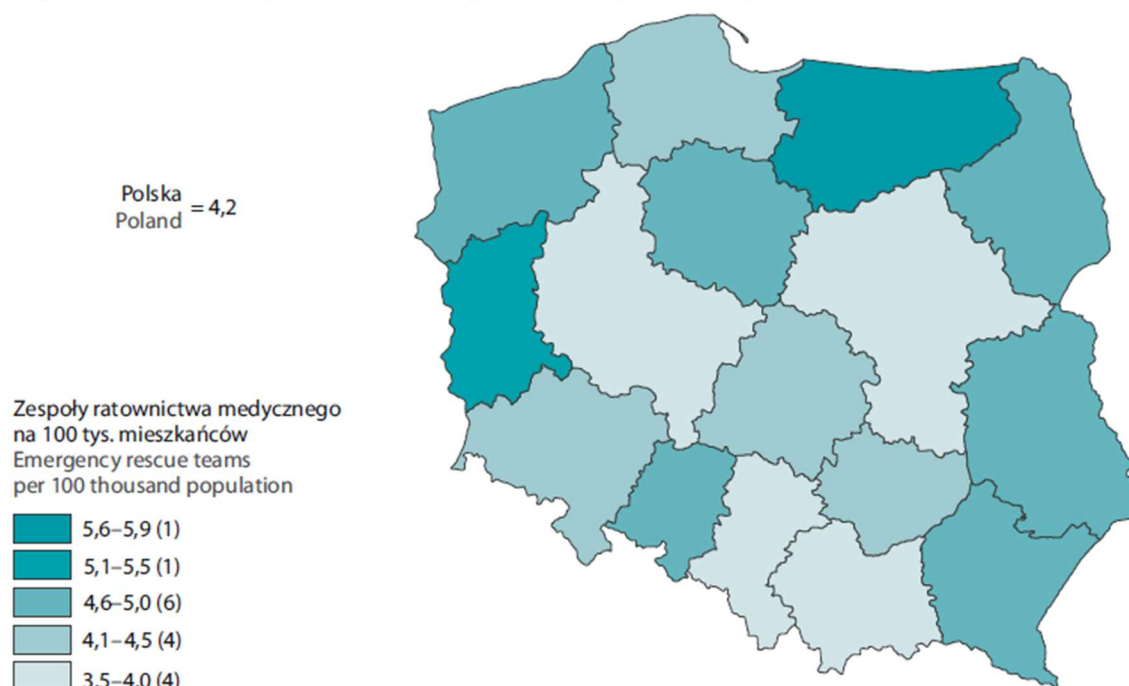 Polska
Poland = 4,2
Zespoły ratownictwa medycznego
na 100 tys. mieszkańców
Emergency rescue teams
per 100 thousand population
5,6–5,9 (1)
5,1–5,5 (1)
4,6–5,0 (6)
4,1–4,5 (4)
3,5–4,0 (4)